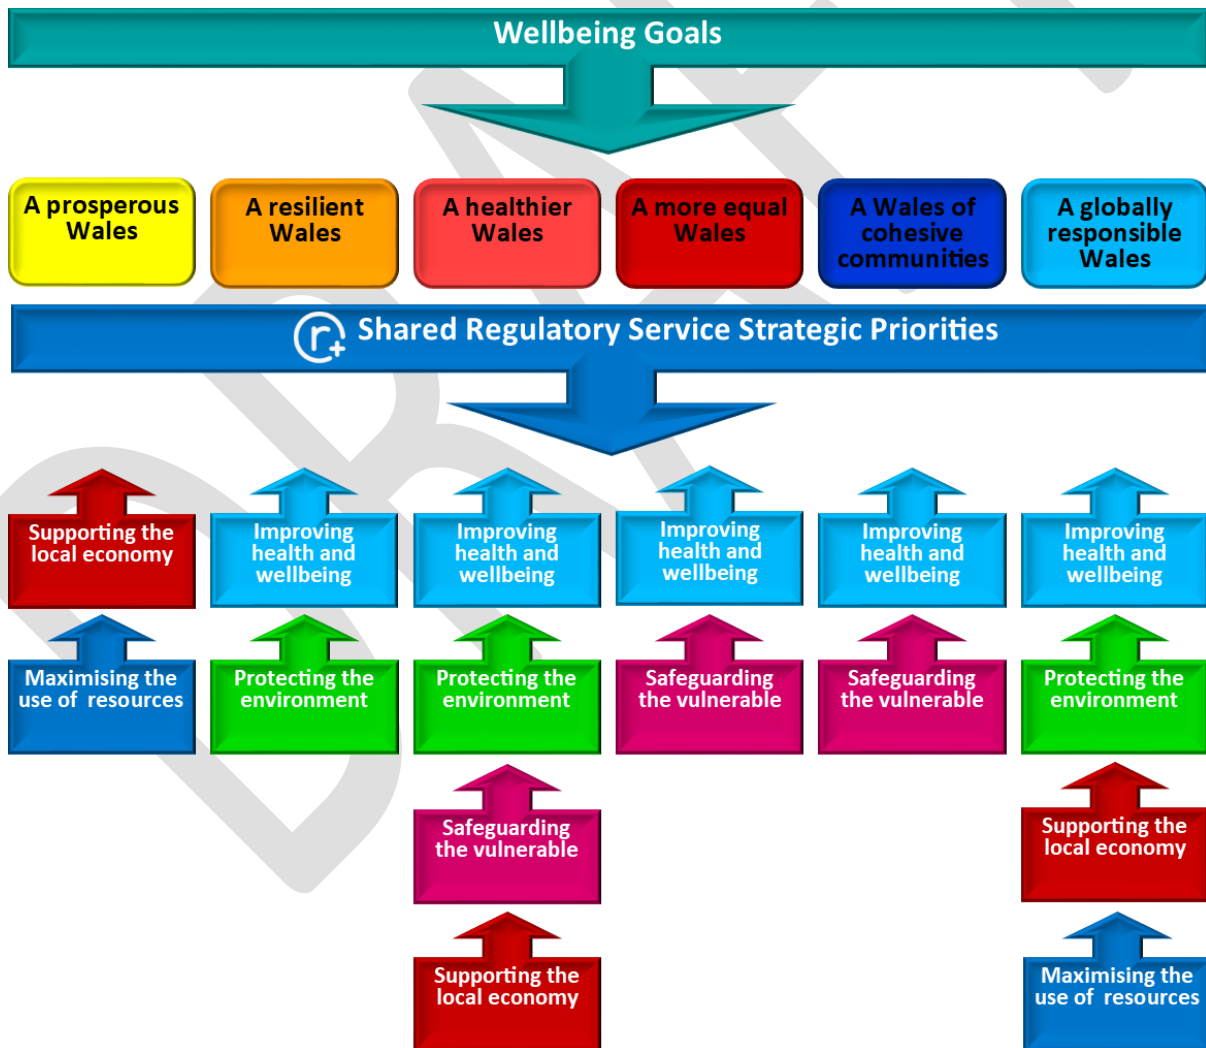 Wellbeing Goals
A prosperous
Wales
A resilient
Wales
A healthier
Wales
A more equal
Wales
A Wales of
cohesive
communities
A globally
responsible
Wales
r+ Shared Regulatory Service Strategic Priorities
Supporting the
local economy
Improving
health and
wellbeing
Improving
health and
wellbeing
Improving
health and
wellbeing
Improving
health and
wellbeing
Improving
health and
wellbeing
Maximising the
use of resources
Protecting the
environment
Protecting the
environment
Safeguarding
the vulnerable
Safeguarding
the vulnerable
Protecting the
environment
Safeguarding
the vulnerable
Supporting the
local economy
Supporting the
local economy
Maximising the
use of resources